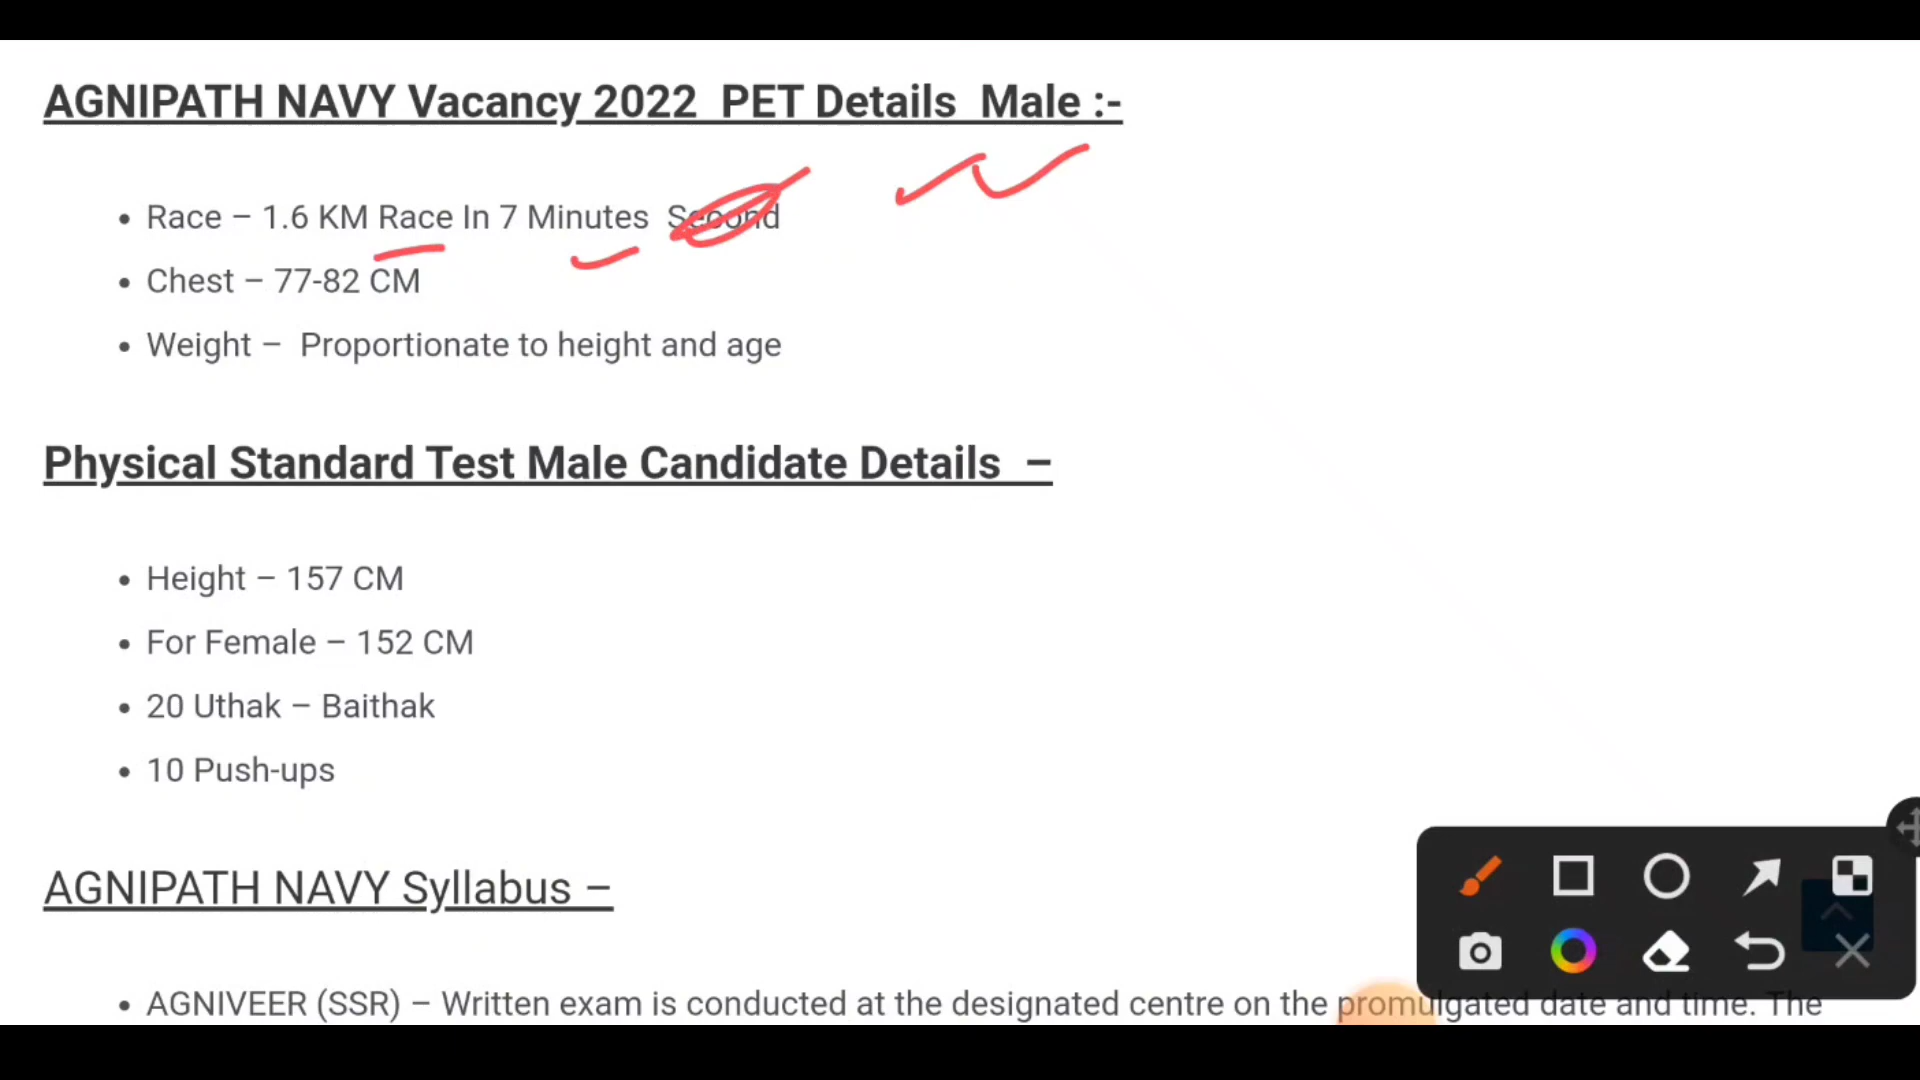 AGNIPATH NAVY Vacancy 2022 PET Details Male :-
Race – 1.6 KM Race In 7 Minutes Second
Chest – 77-82 CM
Weight – Proportionate to height and age
Physical Standard Test Male Candidate Details –
Height – 157 CM
For Female – 152 CM
20 Uthak – Baithak
10 Push-ups
AGNIPATH NAVY Syllabus –
AGNIVEER (SSR) – Written exam is conducted at the designated centre on the promulgated date and time. The